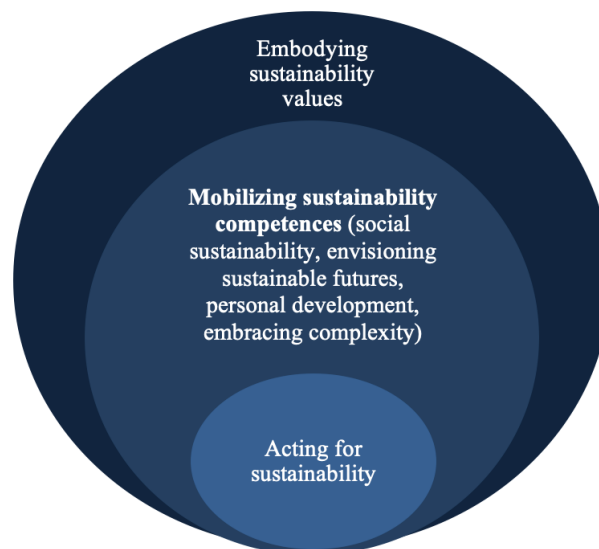 Embodying
sustainability
values
Mobilizing sustainability
competences (social
sustainability, envisioning
sustainable futures,
personal development,
embracing complexity)
Acting for
sustainability